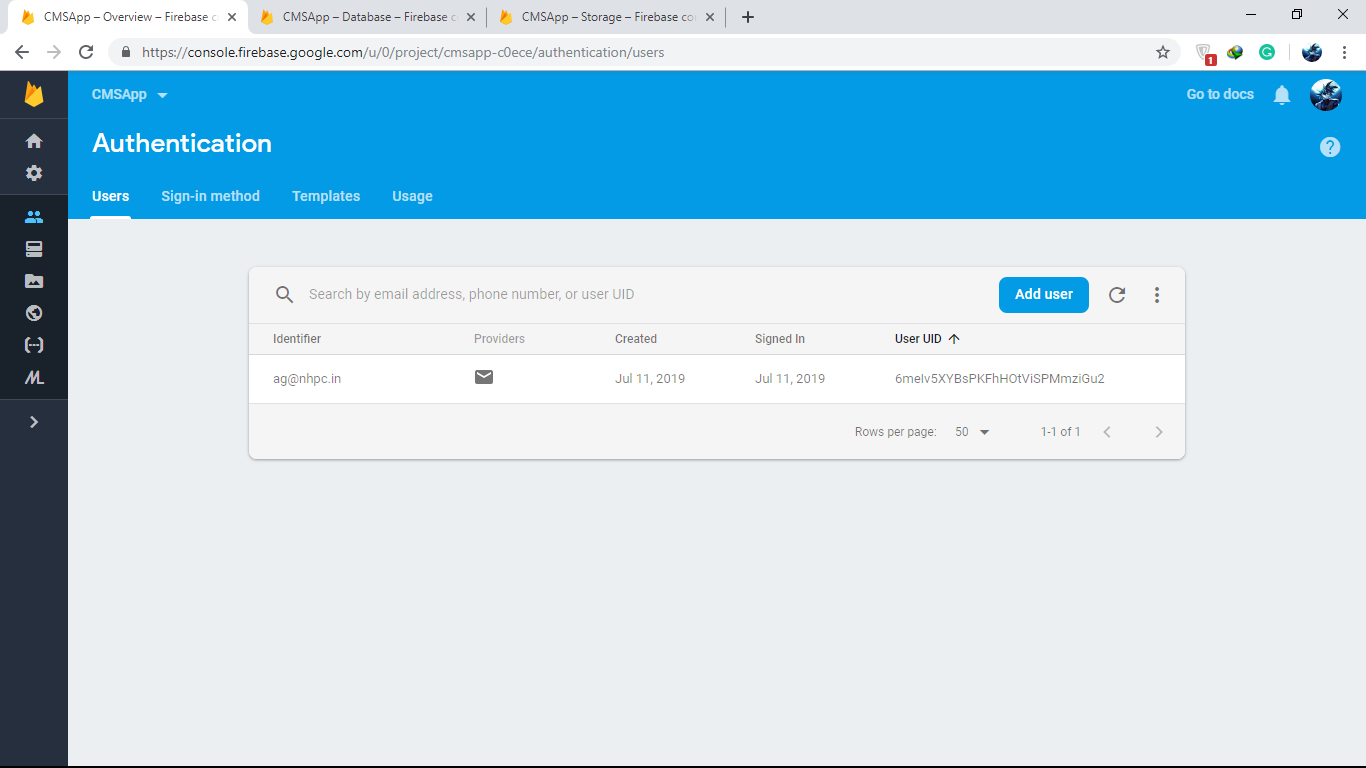 CMSApp – Overview – Firebase c
CMSApp – Database – Firebase c
CMSApp – Storage – Firebase co
https://console.firebase.google.com/u/0/project/cmsapp-c0ece/authentication/users
1
CMSApp
Go to docs
Authentication
?
Users
Sign-in method
Templates
Usage
Search by email address, phone number, or user UID
Add user
Identifier
Providers
Created
Signed In
User UID
ag@nhpc.in
Jul 11, 2019
Jul 11, 2019
6meIv5XYBsPKFhHOtViSPMmziGu2
Rows per page:
50
1-1 of 1
ML